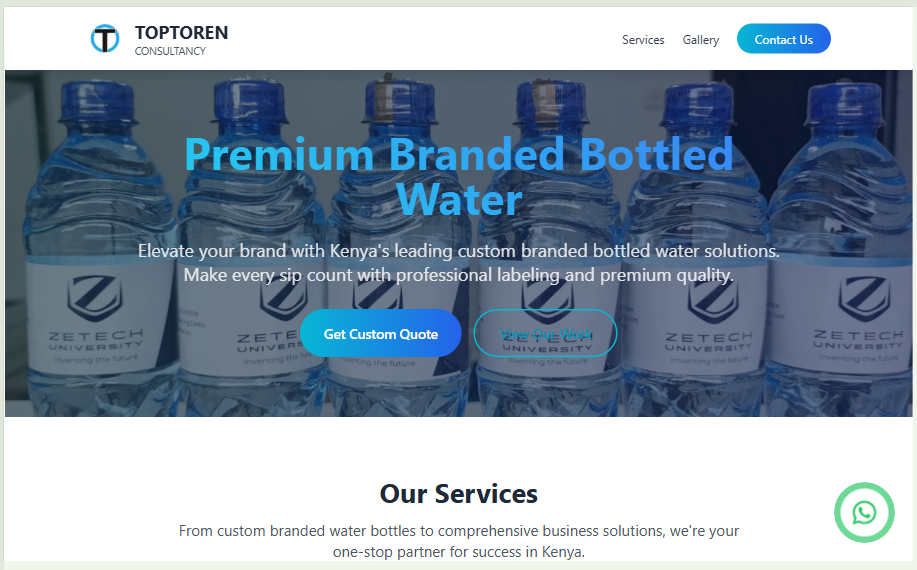 TOPTOREN
CONSULTANCY
Services
Gallery
Contact Us
Premium Branded Bottled
Water
Elevate your brand with Kenya's leading custom branded bottled water solutions.
Make every sip count with professional labeling and premium quality.
Get Custom Quote
View Our Work
ZETECH
UNIVERSITY
inventing the future
ZETECH
UNIVERSITY
inventing the fu
ZETECH
UNIVERSITY
inventing the future
ZETECH
UNIVERSITY
inventing the future
ZETECH
UNIVERSITY
inventing the future
Our Services
From custom branded water bottles to comprehensive business solutions, we're your
one-stop partner for success in Kenya.